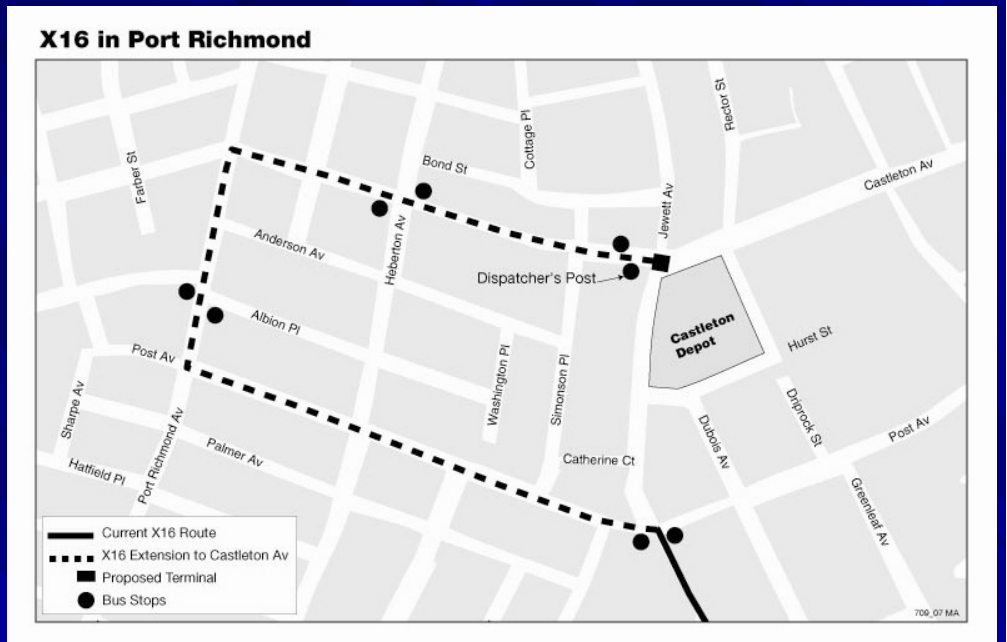 X16 in Port Richmond
Farber St
Cottage Pl
Rector St
Bond St
Castleton Av
Jewett Av
Anderson Av
Heberton Av
Dispatcher's Post
Castleton
Depot
Albion Pl
Hurst St
Post Av
Washington Pl
Simonson Pl
Sharpe Av
Driprock St
Port Richmond Av
Palmer Av
Catherine Ct
Dubois Av
Post Av
Hatfield Pl
Greenleaf Av
Current X16 Route
X16 Extension to Castleton Av
Proposed Terminal
Bus Stops
709_07 MA